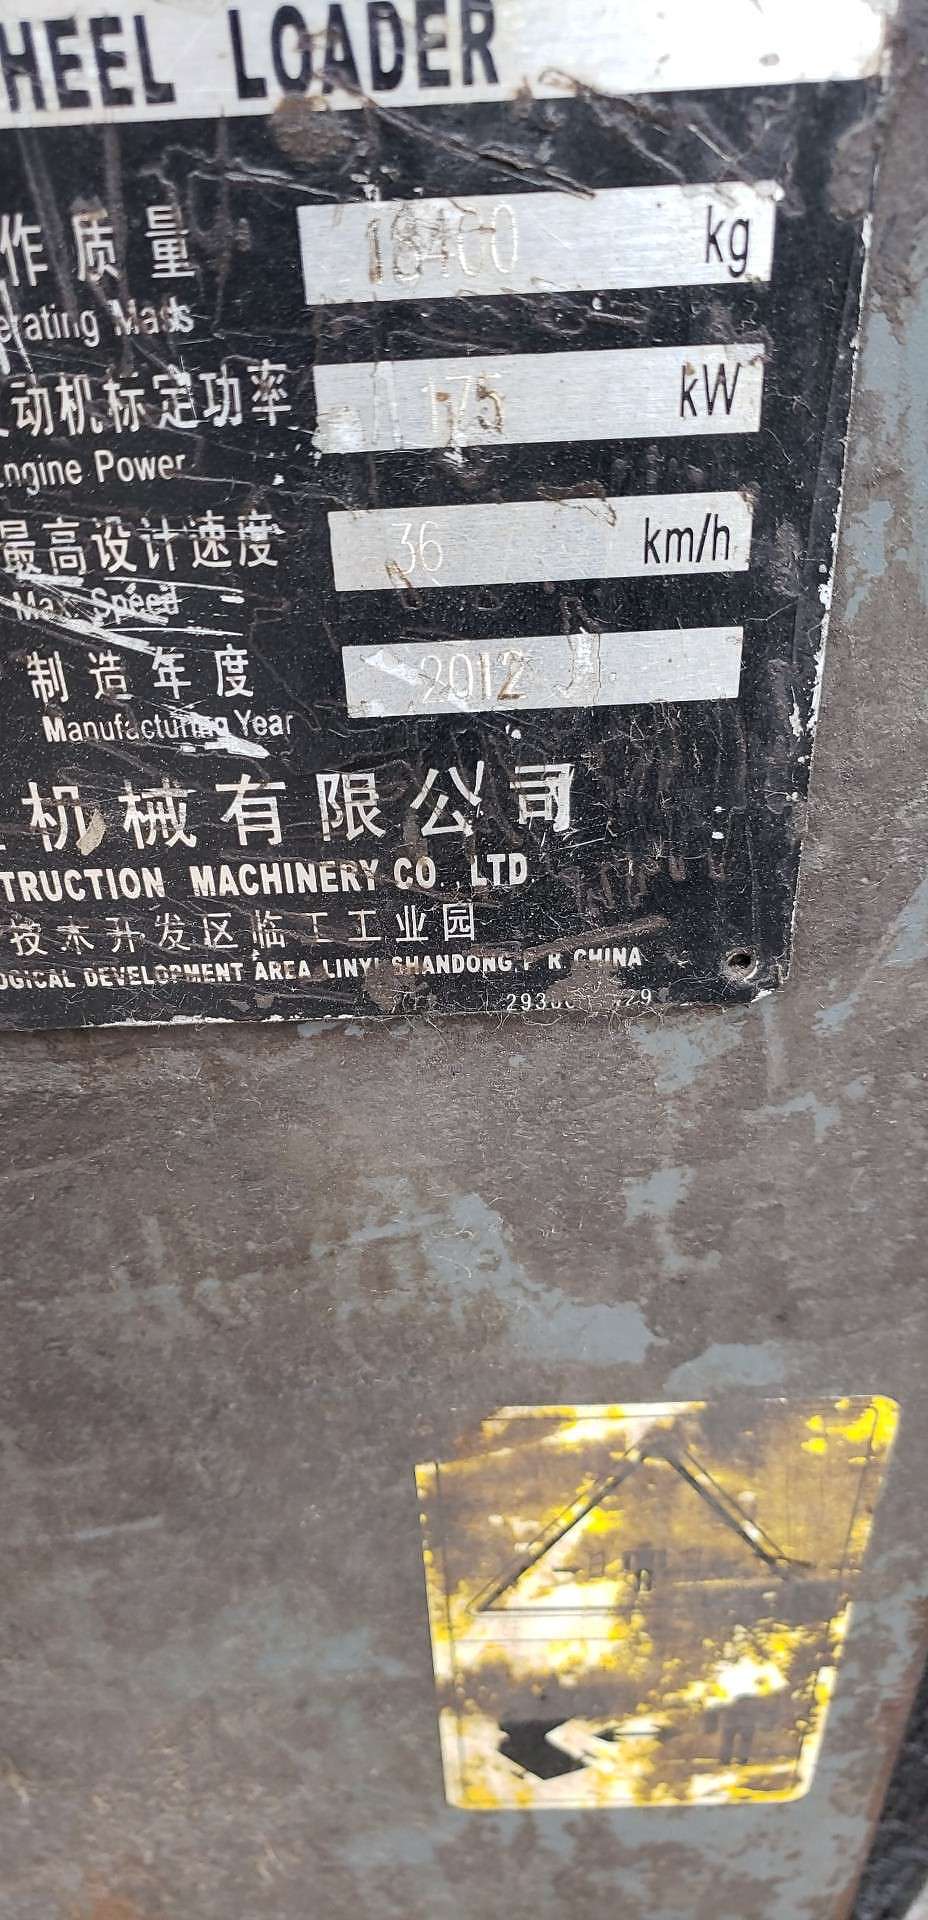 HEEL LOADER
作质量 18400 kg
erating Mass
动机标定功率 175 kW
ngine Power
最高设计速度 36 km/h
Max. Speed
制造年度 2012
Manufacturing Year
机械有限公司
TRUCTION MACHINERY CO., LTD
技术开发区临工工业园
OGICAL DEVELOPMENT AREA LINYI SHANDONG, P R CHINA